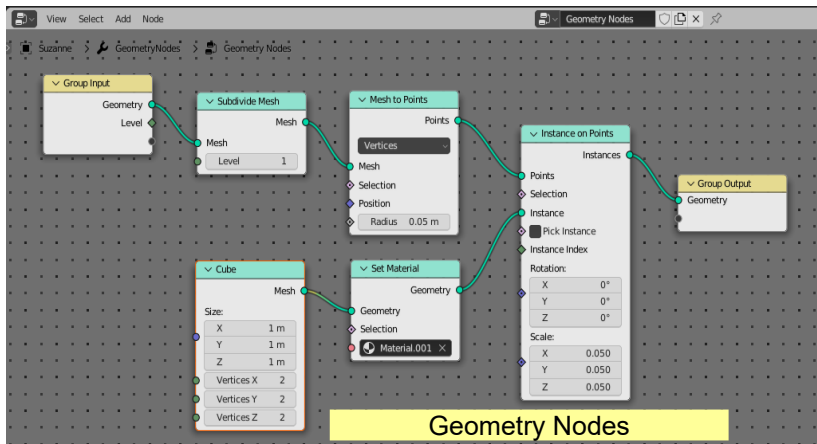 View Select Add Node
Geometry Nodes
Suzanne > GeometryNodes > Geometry Nodes
Group Input
Geometry
Level
Subdivide Mesh
Mesh
Mesh
Level 1
Mesh to Points
Points
Vertices
Mesh
Selection
Position
Radius 0.05 m
Instance on Points
Instances
Points
Selection
Instance
Pick Instance
Instance Index
Rotation:
X 0°
Y 0°
Z 0°
Scale:
X 0.050
Y 0.050
Z 0.050
Group Output
Geometry
Cube
Mesh
Size:
X 1 m
Y 1 m
Z 1 m
Vertices X 2
Vertices Y 2
Vertices Z 2
Set Material
Geometry
Geometry
Selection
Material.001
Geometry Nodes